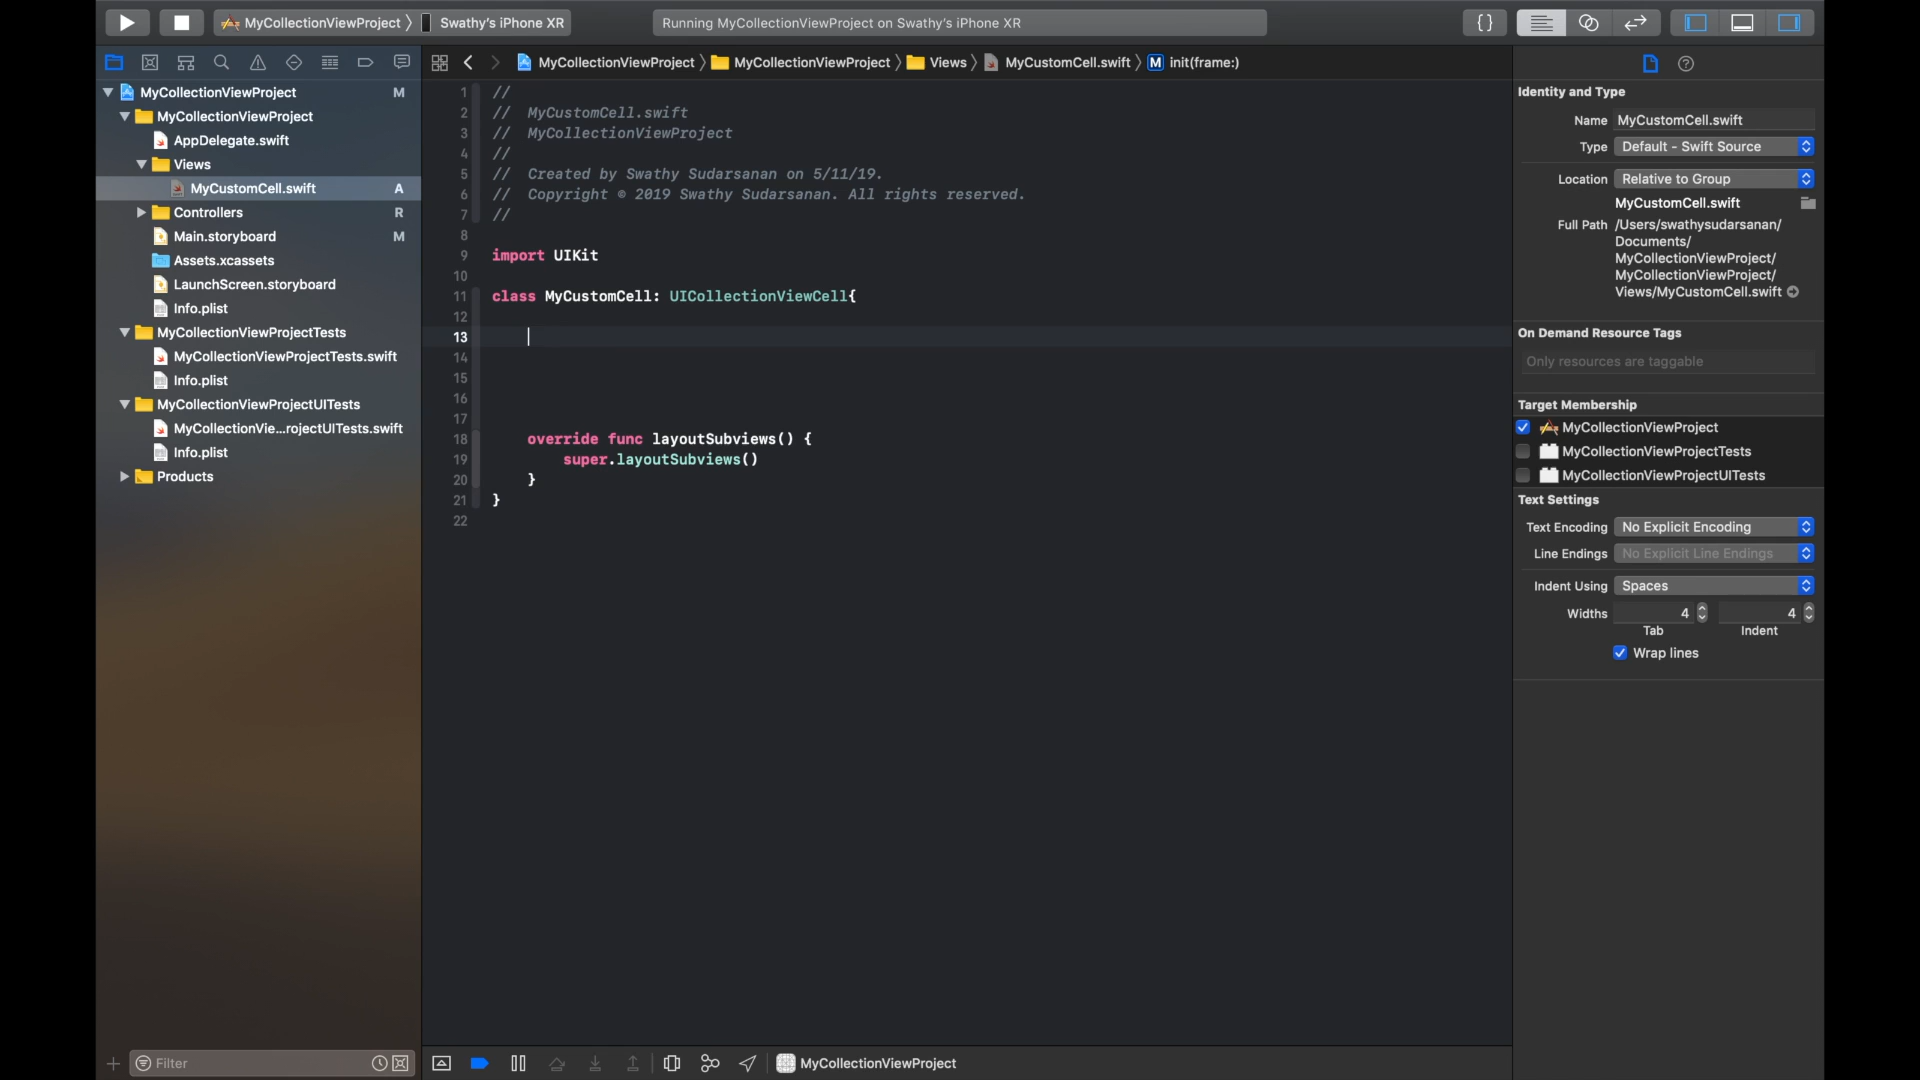 MyCollectionViewProject 〉 Swathy's iPhone XR
Running MyCollectionViewProject on Swathy's iPhone XR
{}
MyCollectionViewProject 〉 MyCollectionViewProject 〉 Views 〉 MyCustomCell.swift 〉 M init(frame:)
MyCollectionViewProject M
MyCollectionViewProject
AppDelegate.swift
Views
MyCustomCell.swift A
Controllers R
Main.storyboard M
Assets.xcassets
LaunchScreen.storyboard
Info.plist
MyCollectionViewProjectTests
MyCollectionViewProjectTests.swift
Info.plist
MyCollectionViewProjectUITests
MyCollectionVie...rojectUITests.swift
Info.plist
Products
Filter
1 //
2 // MyCustomCell.swift
3 // MyCollectionViewProject
4 //
5 // Created by Swathy Sudarsanan on 5/11/19.
6 // Copyright © 2019 Swathy Sudarsanan. All rights reserved.
7 //
8
9 import UIKit
10
11 class MyCustomCell: UICollectionViewCell{
12
13
14
15
16
17
18 override func layoutSubviews() {
19 super.layoutSubviews()
20 }
21 }
22
MyCollectionViewProject
Identity and Type
Name MyCustomCell.swift
Type Default - Swift Source
Location Relative to Group
MyCustomCell.swift
Full Path /Users/swathysudarsanan/
Documents/
MyCollectionViewProject/
MyCollectionViewProject/
Views/MyCustomCell.swift
On Demand Resource Tags
Only resources are taggable
Target Membership
MyCollectionViewProject
MyCollectionViewProjectTests
MyCollectionViewProjectUITests
Text Settings
Text Encoding No Explicit Encoding
Line Endings No Explicit Line Endings
Indent Using Spaces
Widths 4 4
Tab Indent
Wrap lines